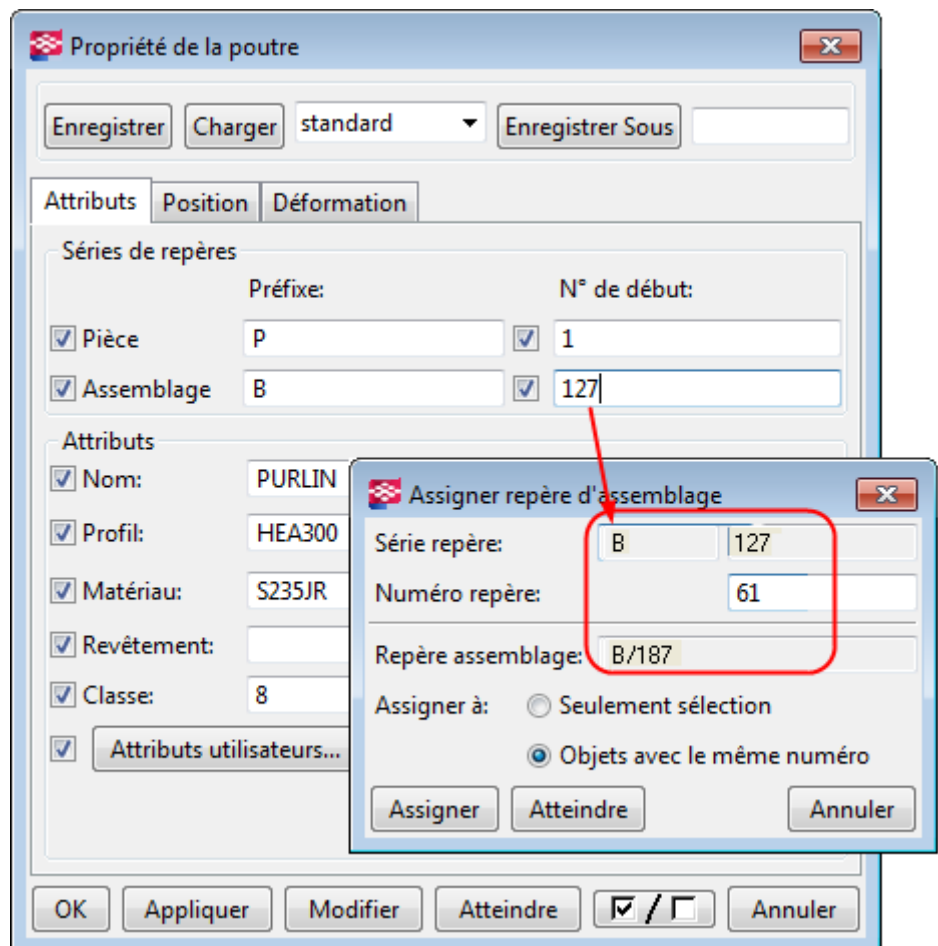 Propriété de la poutre
Enregistrer Charger standard Enregistrer Sous
Attributs Position Déformation
Séries de repères
Préfixe: N° de début:
Pièce P 1
Assemblage B 127
Attributs
Nom: PURLIN
Profil: HEA300
Matériau: S235JR
Revêtement:
Classe: 8
Attributs utilisateurs...
Assigner repère d'assemblage
Série repère: B 127
Numéro repère: 61
Repère assemblage: B/187
Assigner à: Seulement sélection
Objets avec le même numéro
Assigner Atteindre Annuler
OK Appliquer Modifier Atteindre / Annuler